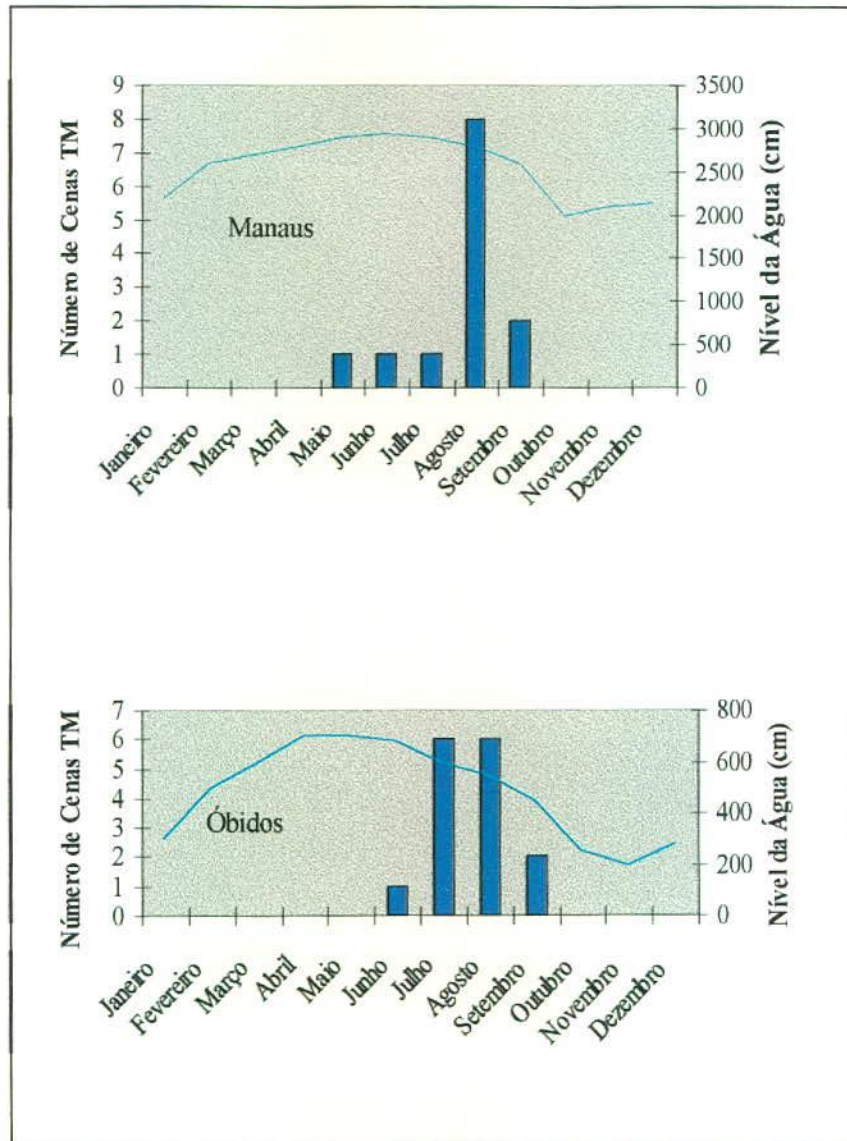 Número de Cenas TM
9
8
7
6
5
4
3
2
1
0
Manaus
3500
3000
2500
2000
1500
1000
500
0
Nível da Água (cm)
Janeiro
Fevereiro
Março
Abril
Maio
Junho
Julho
Agosto
Setembro
Outubro
Novembro
Dezembro
Número de Cenas TM
7
6
5
4
3
2
1
0
Óbidos
800
600
400
200
0
Nível da Água (cm)
Janeiro
Fevereiro
Março
Abril
Maio
Junho
Julho
Agosto
Setembro
Outubro
Novembro
Dezembro